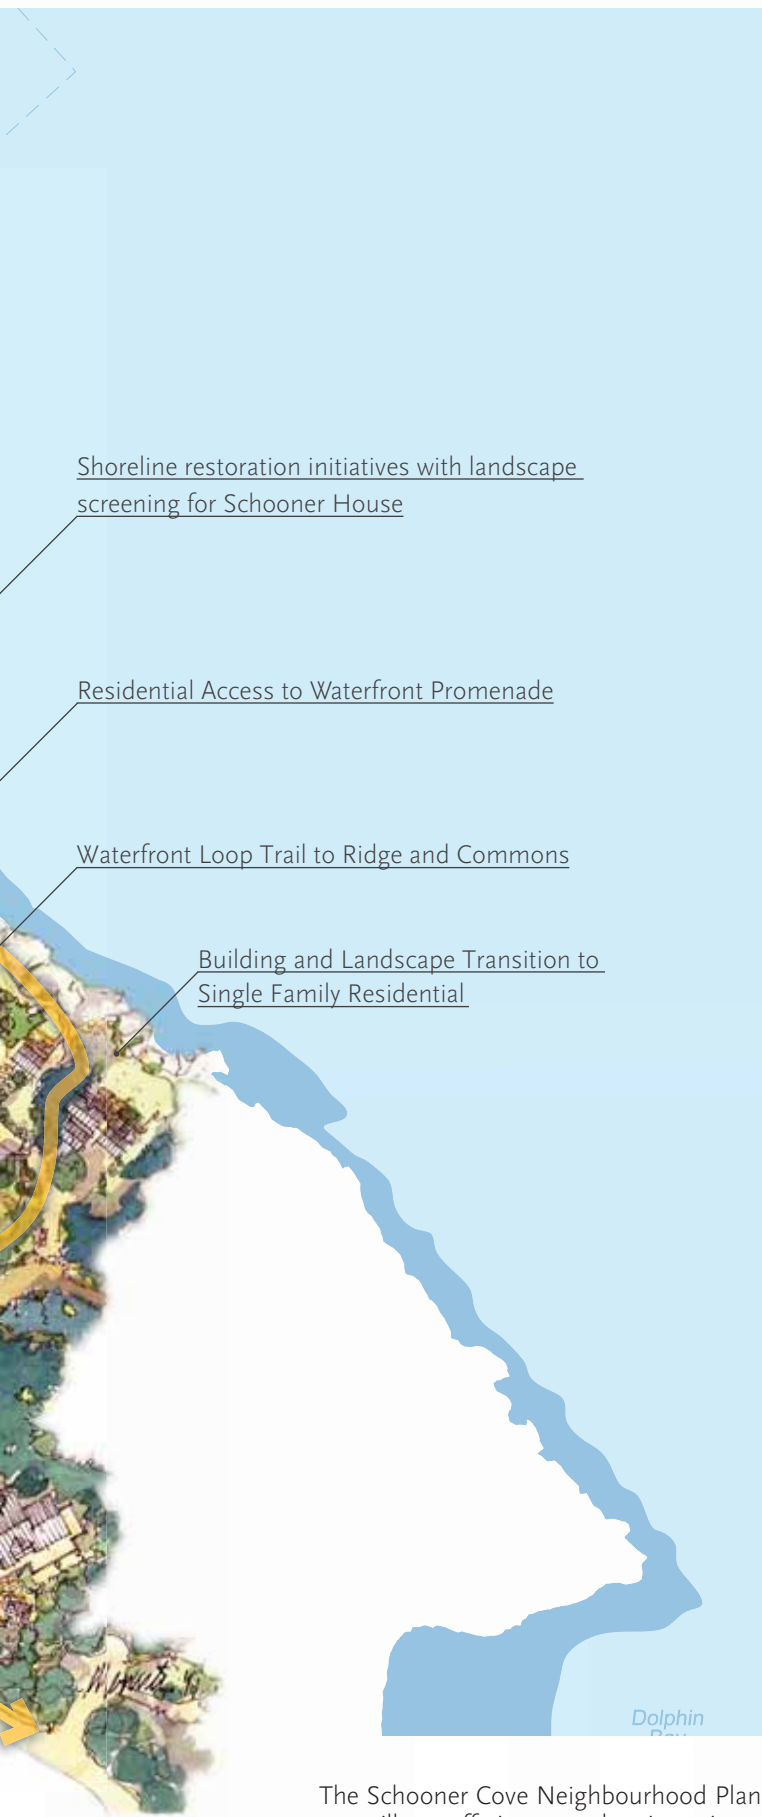 Shoreline restoration initiatives with landscape
screening for Schooner House
Residential Access to Waterfront Promenade
Waterfront Loop Trail to Ridge and Commons
Building and Landscape Transition to
Single Family Residential
Dolphin
Bay
The Schooner Cove Neighbourhood Plan